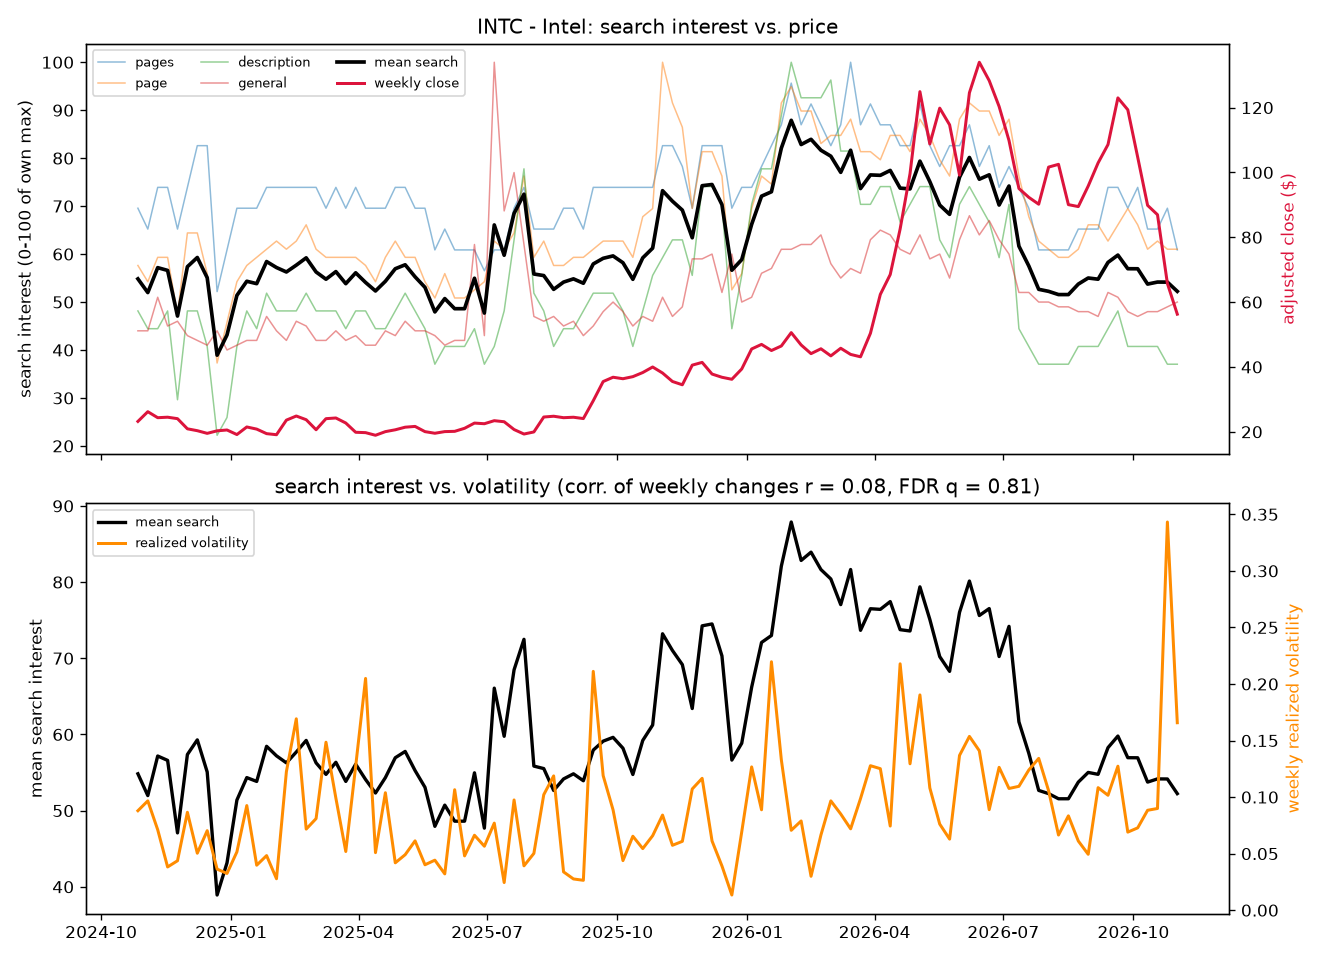 INTC - Intel: search interest vs. price
pages
page
description
general
mean search
weekly close
search interest (0-100 of own max)
100
90
80
70
60
50
40
30
20
120
100
80
60
40
20
adjusted close ($)
search interest vs. volatility (corr. of weekly changes r = 0.08, FDR q = 0.81)
mean search
realized volatility
mean search interest
90
80
70
60
50
40
0.35
0.30
0.25
0.20
0.15
0.10
0.05
0.00
weekly realized volatility
2024-10
2025-01
2025-04
2025-07
2025-10
2026-01
2026-04
2026-07
2026-10